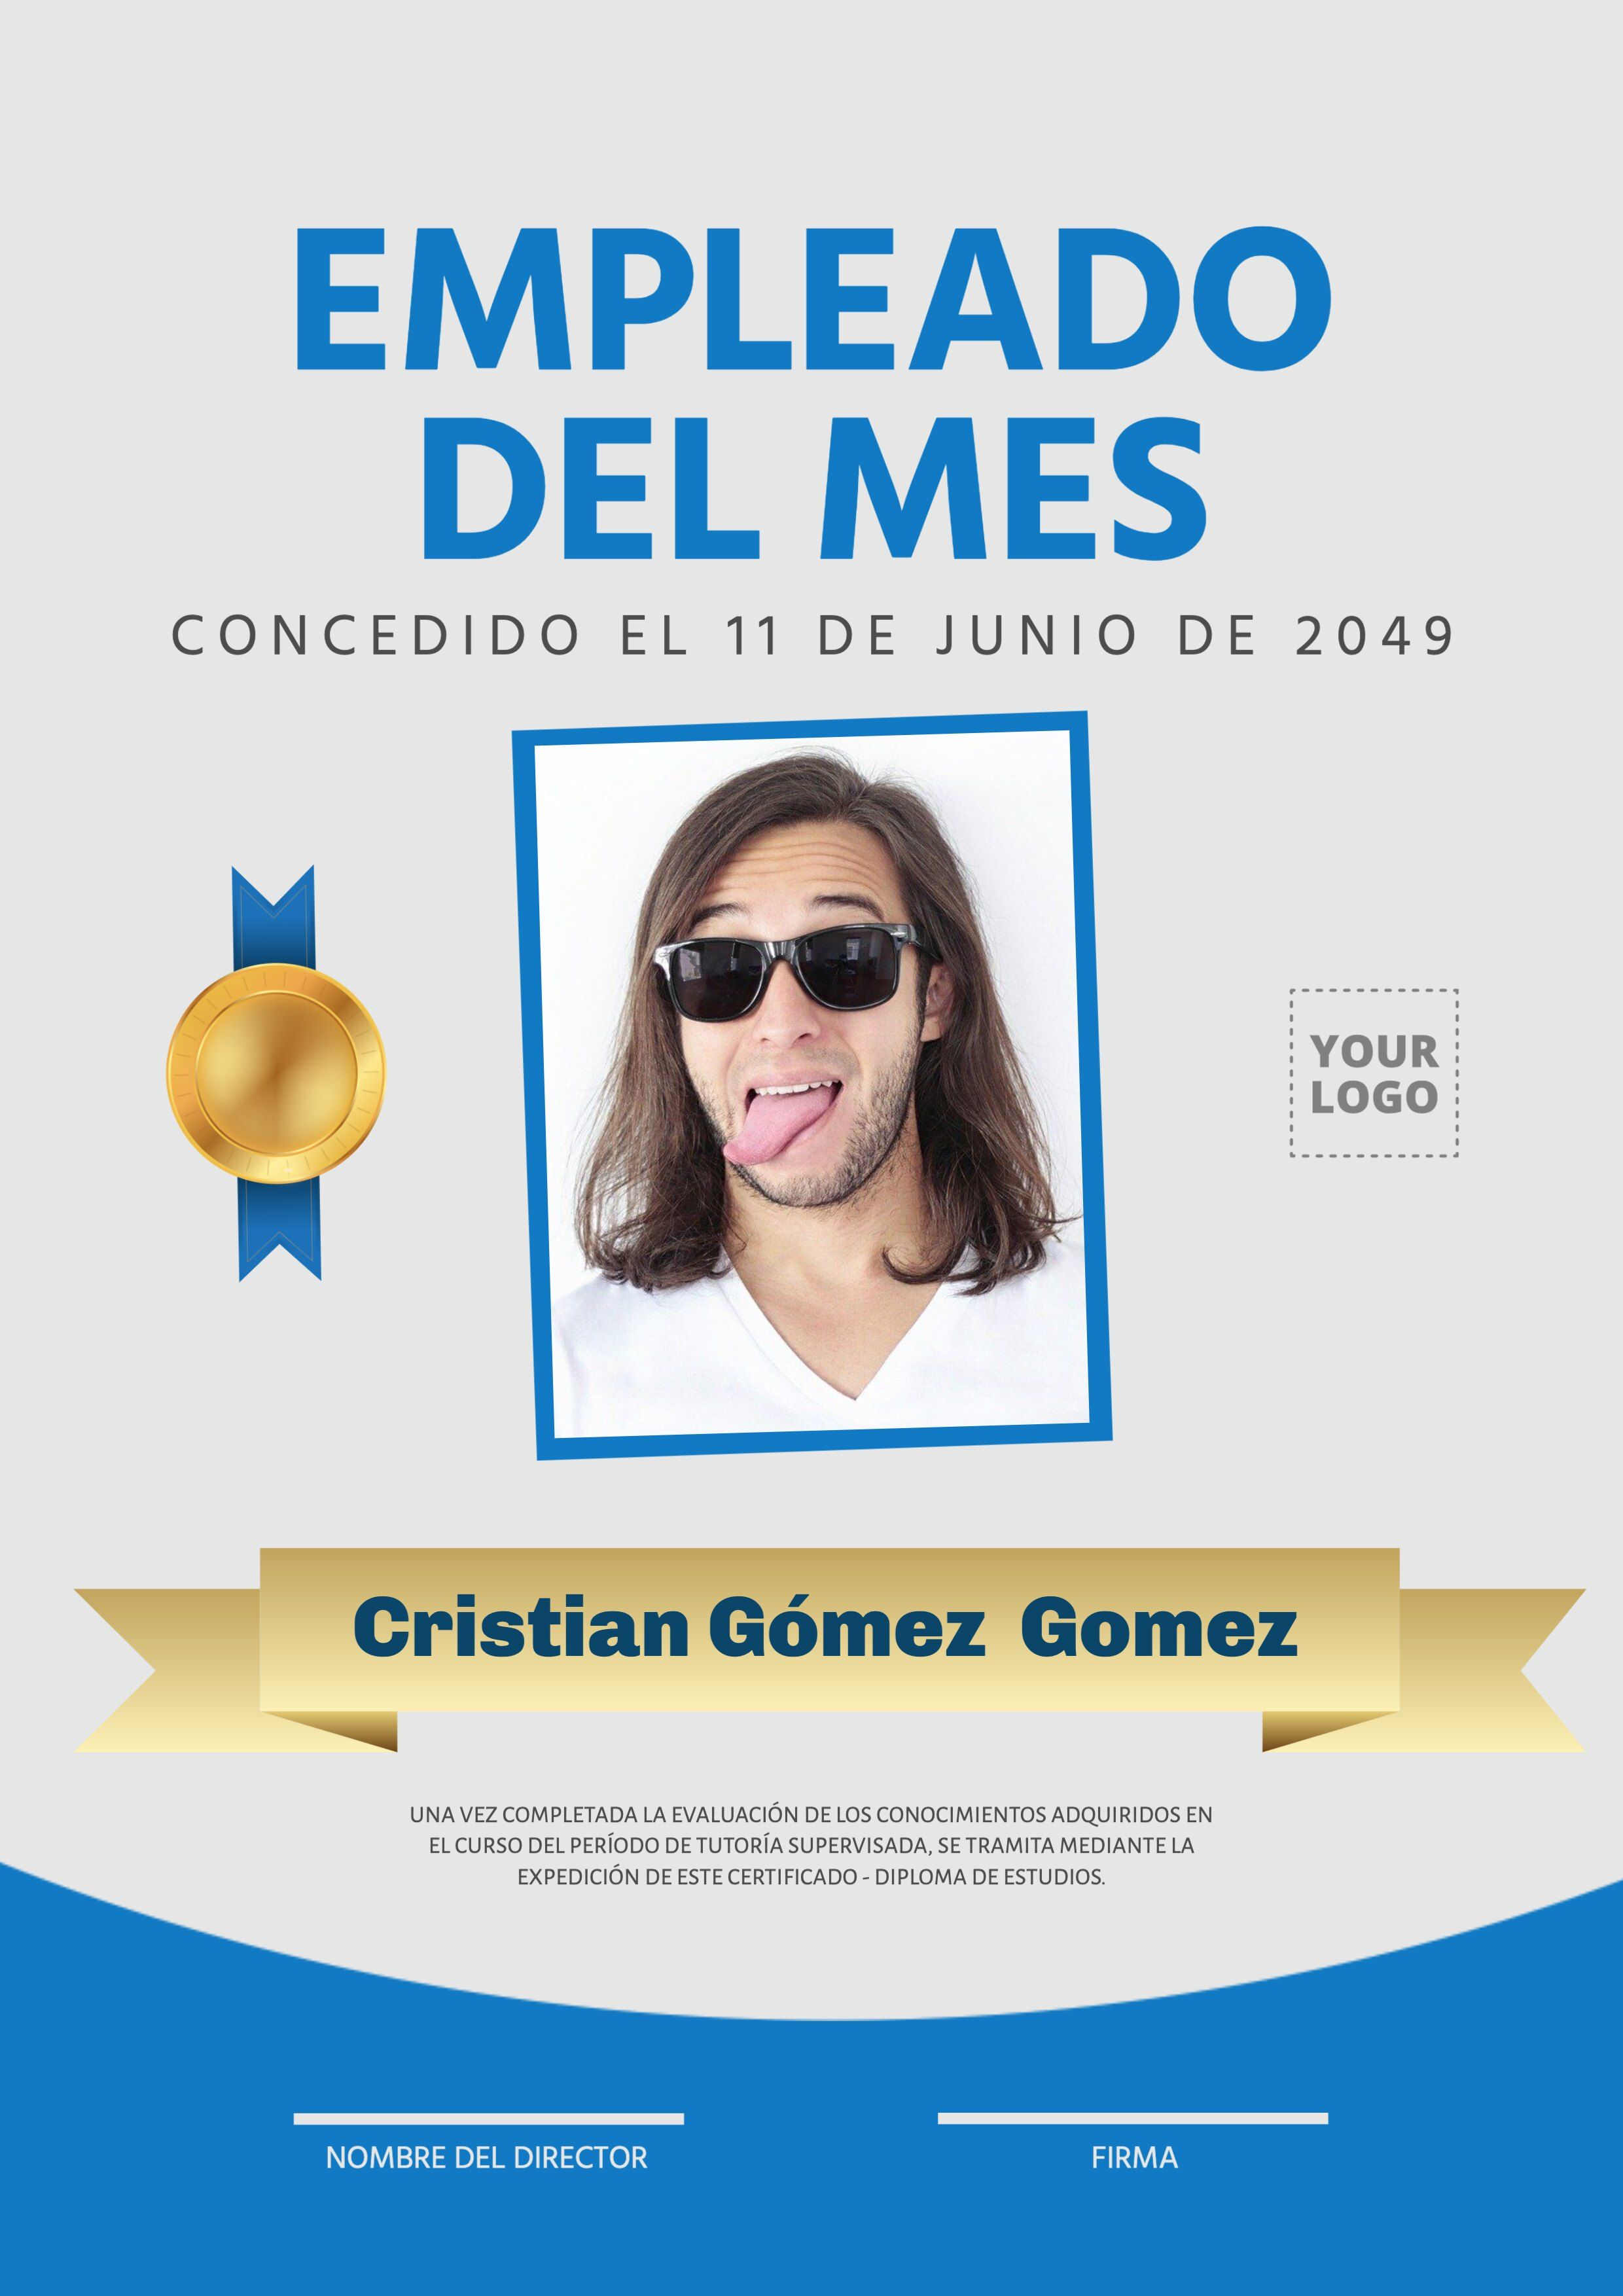 EMPLEADO
DEL MES
CONCEDIDO EL 11 DE JUNIO DE 2049
YOUR
LOGO
Cristian Gómez  Gomez
UNA VEZ COMPLETADA LA EVALUACIÓN DE LOS CONOCIMIENTOS ADQUIRIDOS EN
EL CURSO DEL PERÍODO DE TUTORÍA SUPERVISADA, SE TRAMITA MEDIANTE LA
EXPEDICIÓN DE ESTE CERTIFICADO - DIPLOMA DE ESTUDIOS.
NOMBRE DEL DIRECTOR
FIRMA